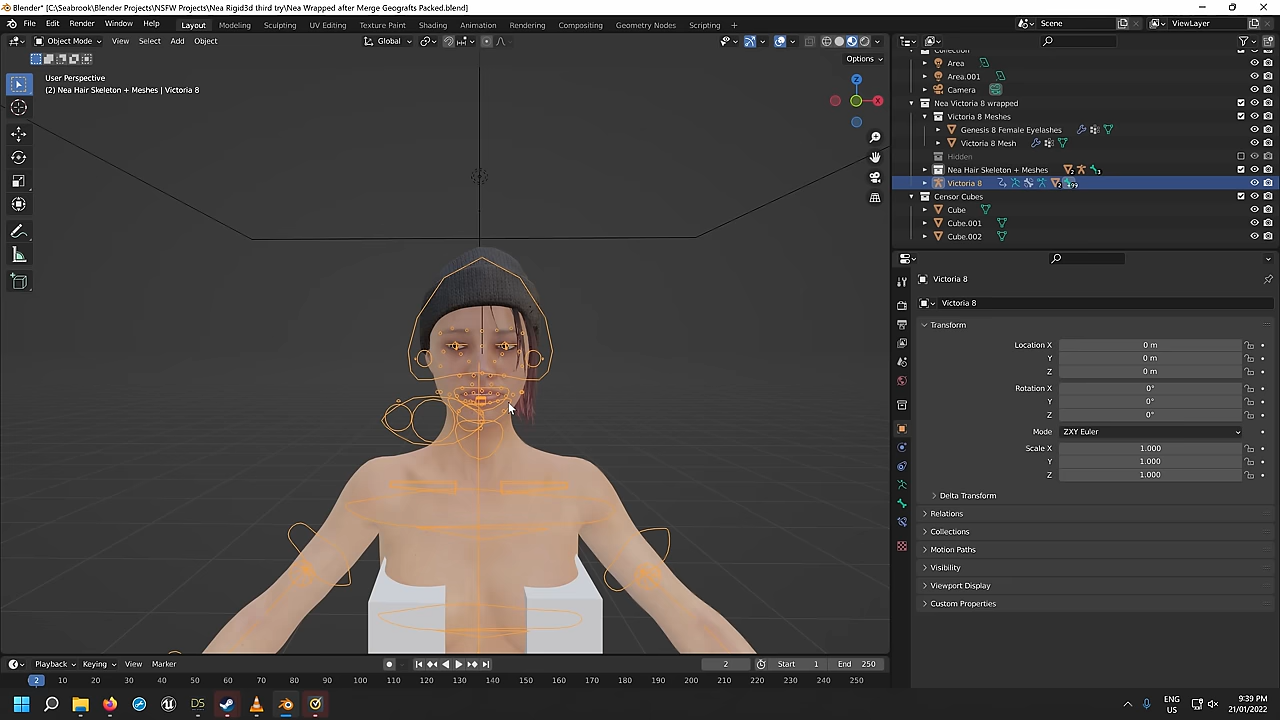 Blender* [C:\Seabrook\Blender Projects\NSFW Projects\Nea Rigid3d third try\Nea Wrapped after Merge Geografts Packed.blend]
File Edit Render Window Help Layout Modeling Sculpting UV Editing Texture Paint Shading Animation Rendering Compositing Geometry Nodes Scripting + Scene ViewLayer
Object Mode View Select Add Object Global
Options
User Perspective
(2) Nea Hair Skeleton + Meshes | Victoria 8
Z
X
Collection
Area
Area.001
Camera
Nea Victoria 8 wrapped
Victoria 8 Meshes
Genesis 8 Female Eyelashes
Victoria 8 Mesh
Hidden
Nea Hair Skeleton + Meshes 2 3
Victoria 8 2 99
Censor Cubes
Cube
Cube.001
Cube.002
Victoria 8
Victoria 8
Transform
Location X 0 m
Y 0 m
Z 0 m
Rotation X 0°
Y 0°
Z 0°
Mode ZXY Euler
Scale X 1.000
Y 1.000
Z 1.000
Delta Transform
Relations
Collections
Motion Paths
Visibility
Viewport Display
Custom Properties
Playback Keying View Marker 2 Start 1 End 250
2 10 20 30 40 50 60 70 80 90 100 110 120 130 140 150 160 170 180 190 200 210 220 230 240 250
DS
ENG
US
9:39 PM
21/01/2022